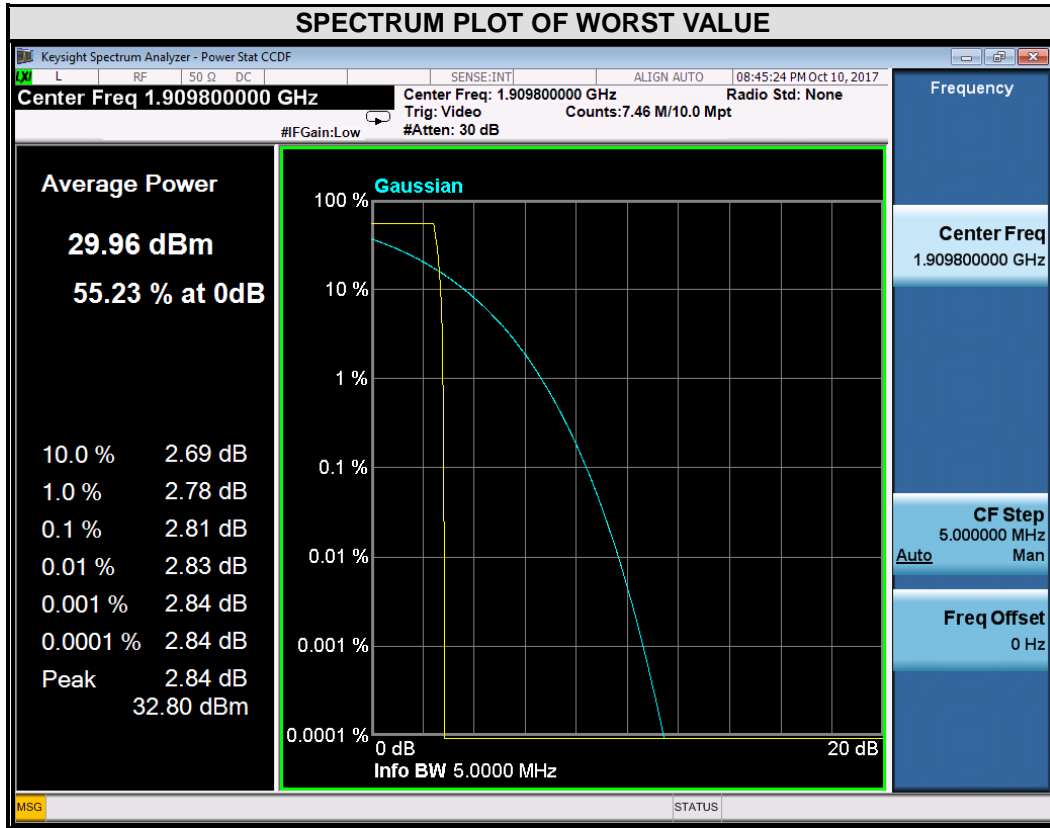 SPECTRUM PLOT OF WORST VALUE
Keysight Spectrum Analyzer - Power Stat CCDF
LXI L RF 50 Ω DC SENSE:INT ALIGN AUTO 08:45:24 PM Oct 10, 2017
Center Freq 1.909800000 GHz
#IFGain:Low
Center Freq: 1.909800000 GHz Radio Std: None
Trig: Video Counts:7.46 M/10.0 Mpt
#Atten: 30 dB
Average Power
29.96 dBm
55.23 % at 0dB
10.0 % 2.69 dB
1.0 % 2.78 dB
0.1 % 2.81 dB
0.01 % 2.83 dB
0.001 % 2.84 dB
0.0001 % 2.84 dB
Peak 2.84 dB
32.80 dBm
Gaussian
100 %
10 %
1 %
0.1 %
0.01 %
0.001 %
0.0001 %
0 dB 20 dB
Info BW 5.0000 MHz
Frequency
Center Freq
1.909800000 GHz
CF Step
5.000000 MHz
Auto Man
Freq Offset
0 Hz
MSG STATUS